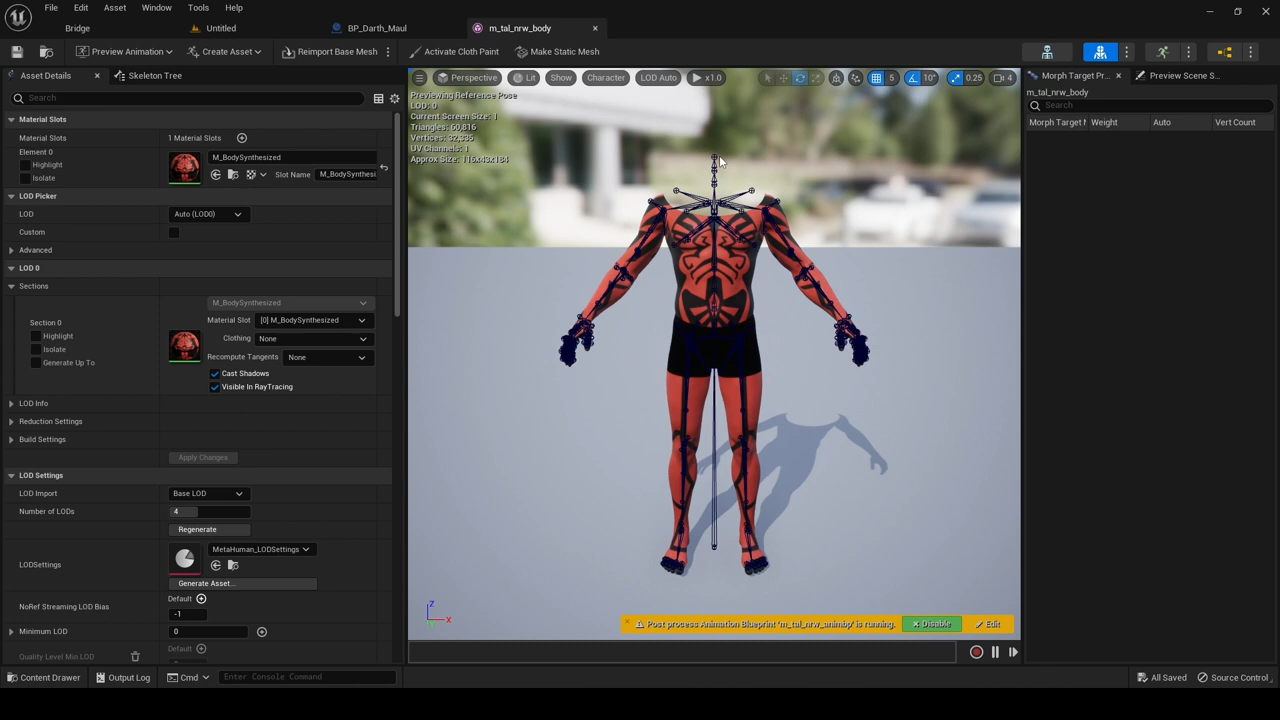 File Edit Asset Window Tools Help
Bridge Untitled BP_Darth_Maul m_tal_nrw_body
Preview Animation Create Asset Reimport Base Mesh Activate Cloth Paint Make Static Mesh
Asset Details Skeleton Tree
Search
Material Slots
Material Slots 1 Material Slots
Element 0
Highlight
Isolate
M_BodySynthesized
Slot Name M_BodySynthesi
LOD Picker
LOD Auto (LOD0)
Custom
Advanced
LOD 0
Sections
M_BodySynthesized
Section 0
Highlight
Isolate
Generate Up To
Material Slot [0] M_BodySynthesized
Clothing None
Recompute Tangents None
Cast Shadows
Visible In RayTracing
LOD Info
Reduction Settings
Build Settings
Apply Changes
LOD Settings
LOD Import Base LOD
Number of LODs 4
Regenerate
LODSettings MetaHuman_LODSettings
Generate Asset...
Default
NoRef Streaming LOD Bias
-1
Minimum LOD 0
Default
Quality Level Min LOD
Perspective Lit Show Character LOD Auto x1.0 5 10° 0.25 4
Previewing Reference Pose
LOD: 0
Current Screen Size: 1
Triangles: 60,816
Vertices: 32,335
UV Channels: 1
Approx Size: 116x43x184
Z
X
Post process Animation Blueprint 'm_tal_nrw_animbp' is running. Disable Edit
Morph Target Pr... Preview Scene S...
m_tal_nrw_body
Search
Morph Target N Weight Auto Vert Count
Content Drawer Output Log Cmd Enter Console Command All Saved Source Control